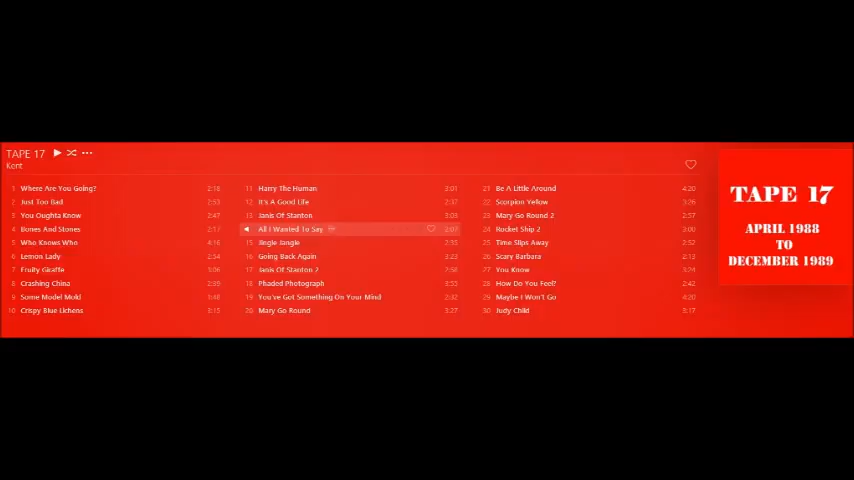 TAPE 17
Kent
1 Where Are You Going? 2:18
2 Just Too Bad 2:53
3 You Oughta Know 2:47
4 Bones And Stones 2:17
5 Who Knows Who 4:16
6 Lemon Lady 2:54
7 Fruity Giraffe 3:06
8 Crashing China 2:39
9 Some Model Mold 1:48
10 Crispy Blue Lichens 3:15
11 Harry The Human 3:01
12 It's A Good Life 2:37
13 Janis Of Stanton 3:03
All I Wanted To Say 2:07
15 Jingle Jangle 2:35
16 Going Back Again 3:23
17 Janis Of Stanton 2 2:58
18 Phaded Photograph 3:55
19 You've Got Something On Your Mind 2:32
20 Mary Go Round 3:27
21 Be A Little Around 4:20
22 Scorpion Yellow 3:26
23 Mary Go Round 2 2:57
24 Rocket Ship 2 3:00
25 Time Slips Away 2:52
26 Scary Barbara 2:13
27 You Know 3:24
28 How Do You Feel? 2:42
29 Maybe I Won't Go 4:20
30 Judy Child 3:17
TAPE 17
APRIL 1988
TO
DECEMBER 1989